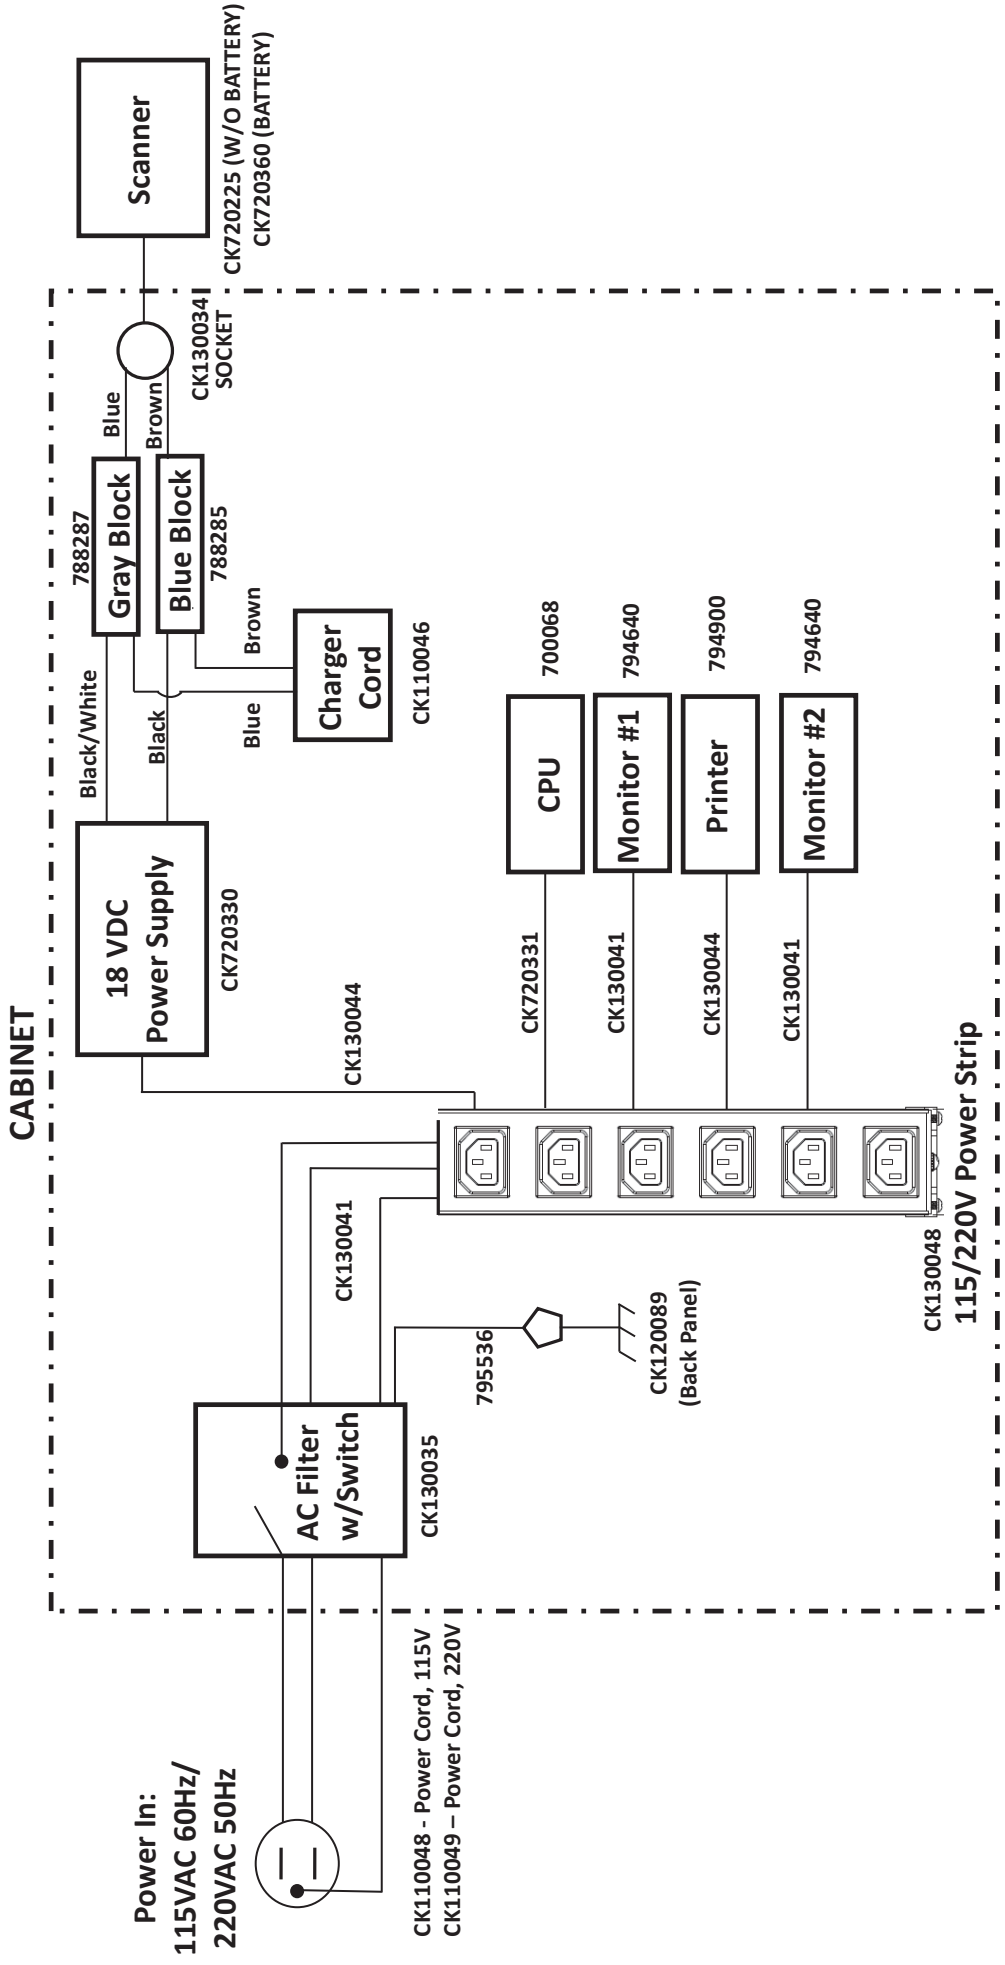 CABINET
Power In:
115VAC 60Hz/
220VAC 50Hz
CK110048 - Power Cord, 115V
CK110049 – Power Cord, 220V
AC Filter
w/Switch
CK130035
CK130041
795536
CK120089
(Back Panel)
CK130048
115/220V Power Strip
CK130044
18 VDC
Power Supply
CK720330
Black/White
Black
Blue
Brown
788287
Gray Block
Blue Block
788285
Charger
Cord
CK110046
Blue
Brown
CK130034
SOCKET
Scanner
CK720225 (W/O BATTERY)
CK720360 (BATTERY)
CK720331
CPU
700068
CK130041
Monitor #1
794640
CK130044
Printer
794900
CK130041
Monitor #2
794640